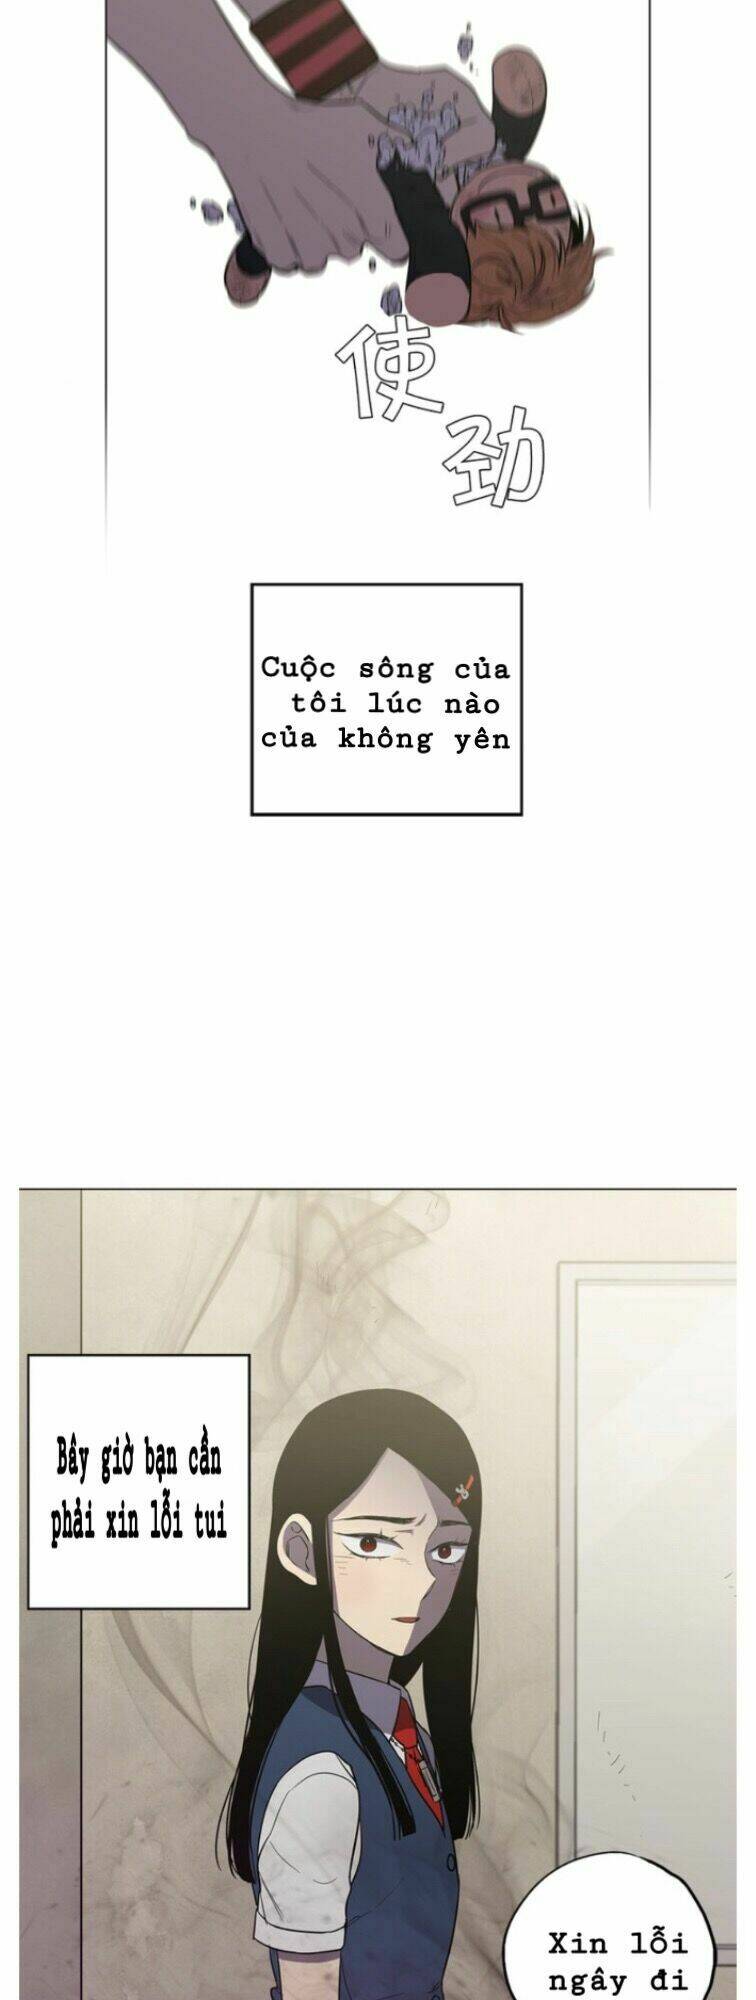 使
劲
Cuộc sông của
tôi lúc nào
của không yên
Bây giờ bạn cần
phải xin lỗi tui
Xin lỗi
ngây đi